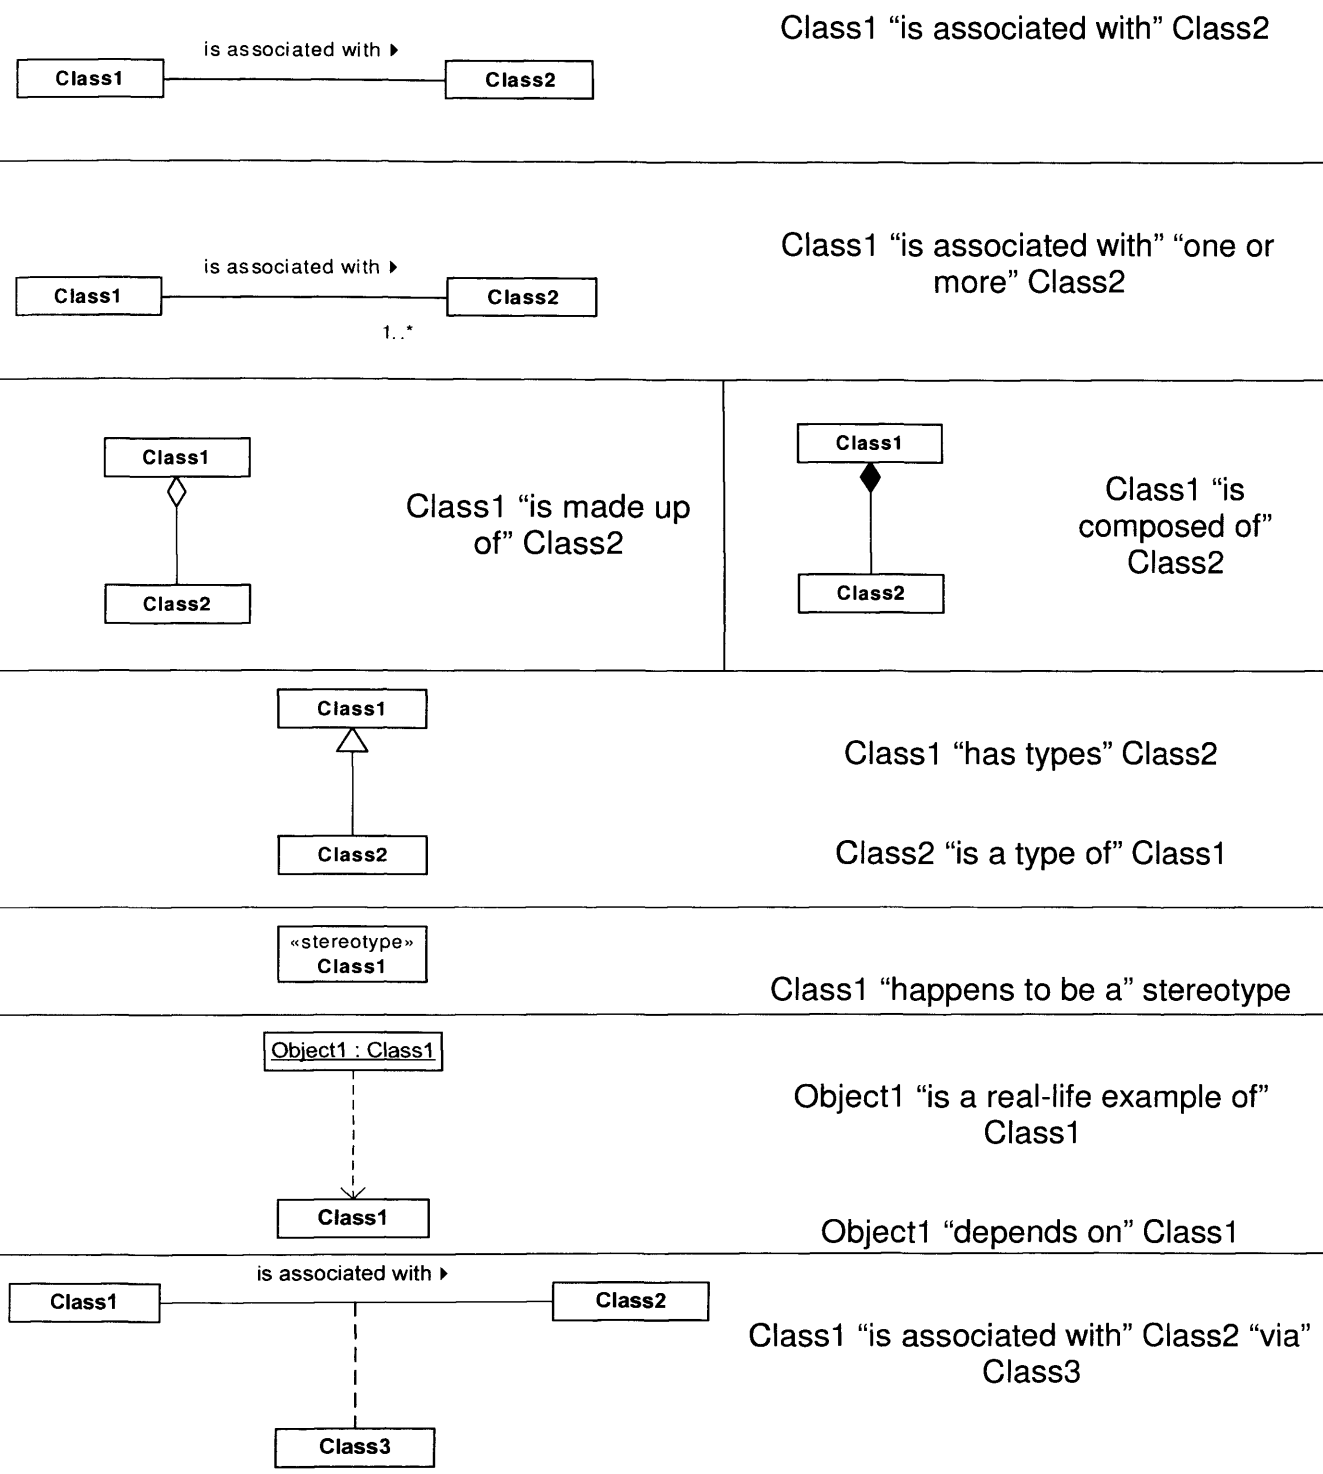 Class1 “is associated with” Class2
is associated with ▸
Class1
Class2
Class1 “is associated with” “one or
more” Class2
is associated with ▸
Class1
Class2
1..*
Class1
Class2
Class1 “is made up
of” Class2
Class1
Class2
Class1 “is
composed of”
Class2
Class1
Class2
Class1 “has types” Class2
Class2 “is a type of” Class1
«stereotype»
Class1
Class1 “happens to be a” stereotype
Object1 : Class1
Class1
Object1 “is a real-life example of”
Class1
Object1 “depends on” Class1
is associated with ▸
Class1
Class2
Class3
Class1 “is associated with” Class2 “via”
Class3